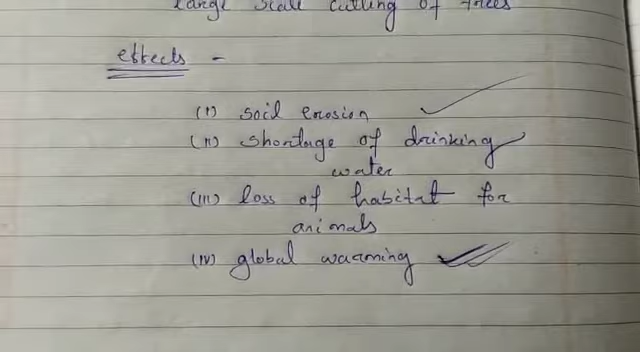 large scale cutting of trees
effects -
(i) soil erosion
(ii) shortage of drinking
water
(iii) loss of habitat for
animals
(iv) global warming